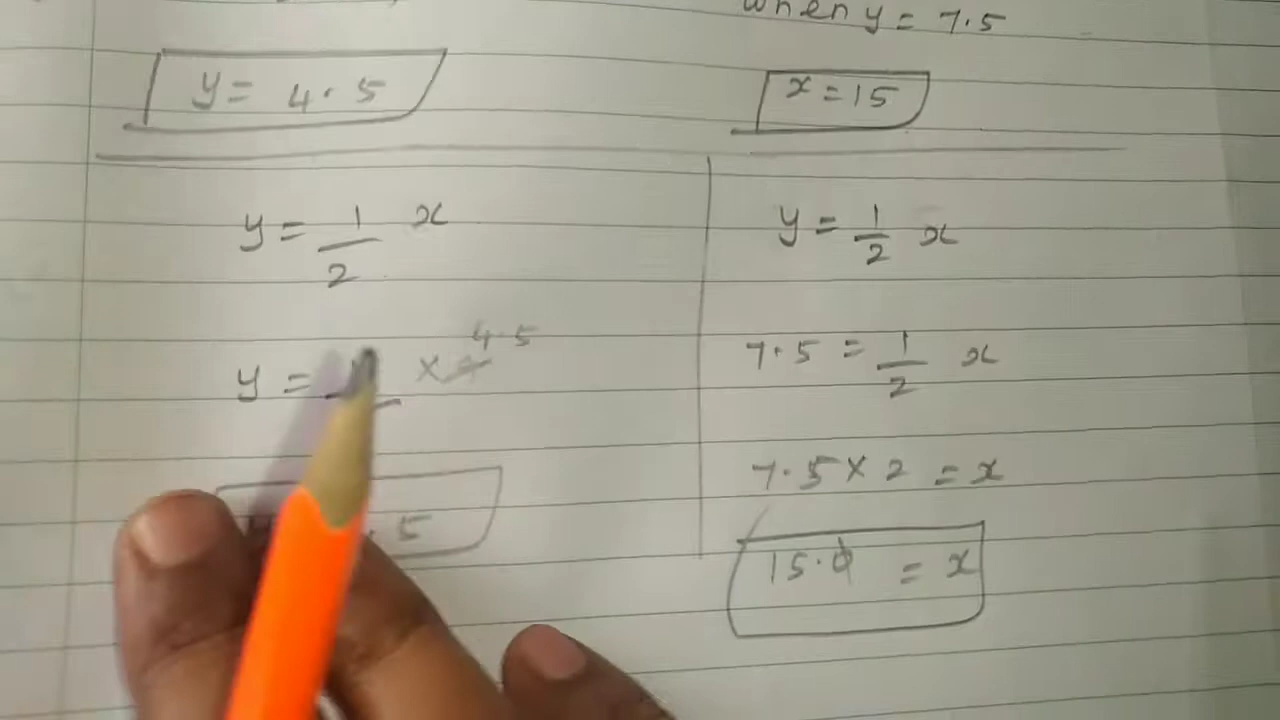 when y = 7.5
y = 4.5
x = 15
y = 1/2 x
y = × 4.5
.5
y = 1/2 x
7.5 = 1/2 x
7.5 × 2 = x
15.0 = x